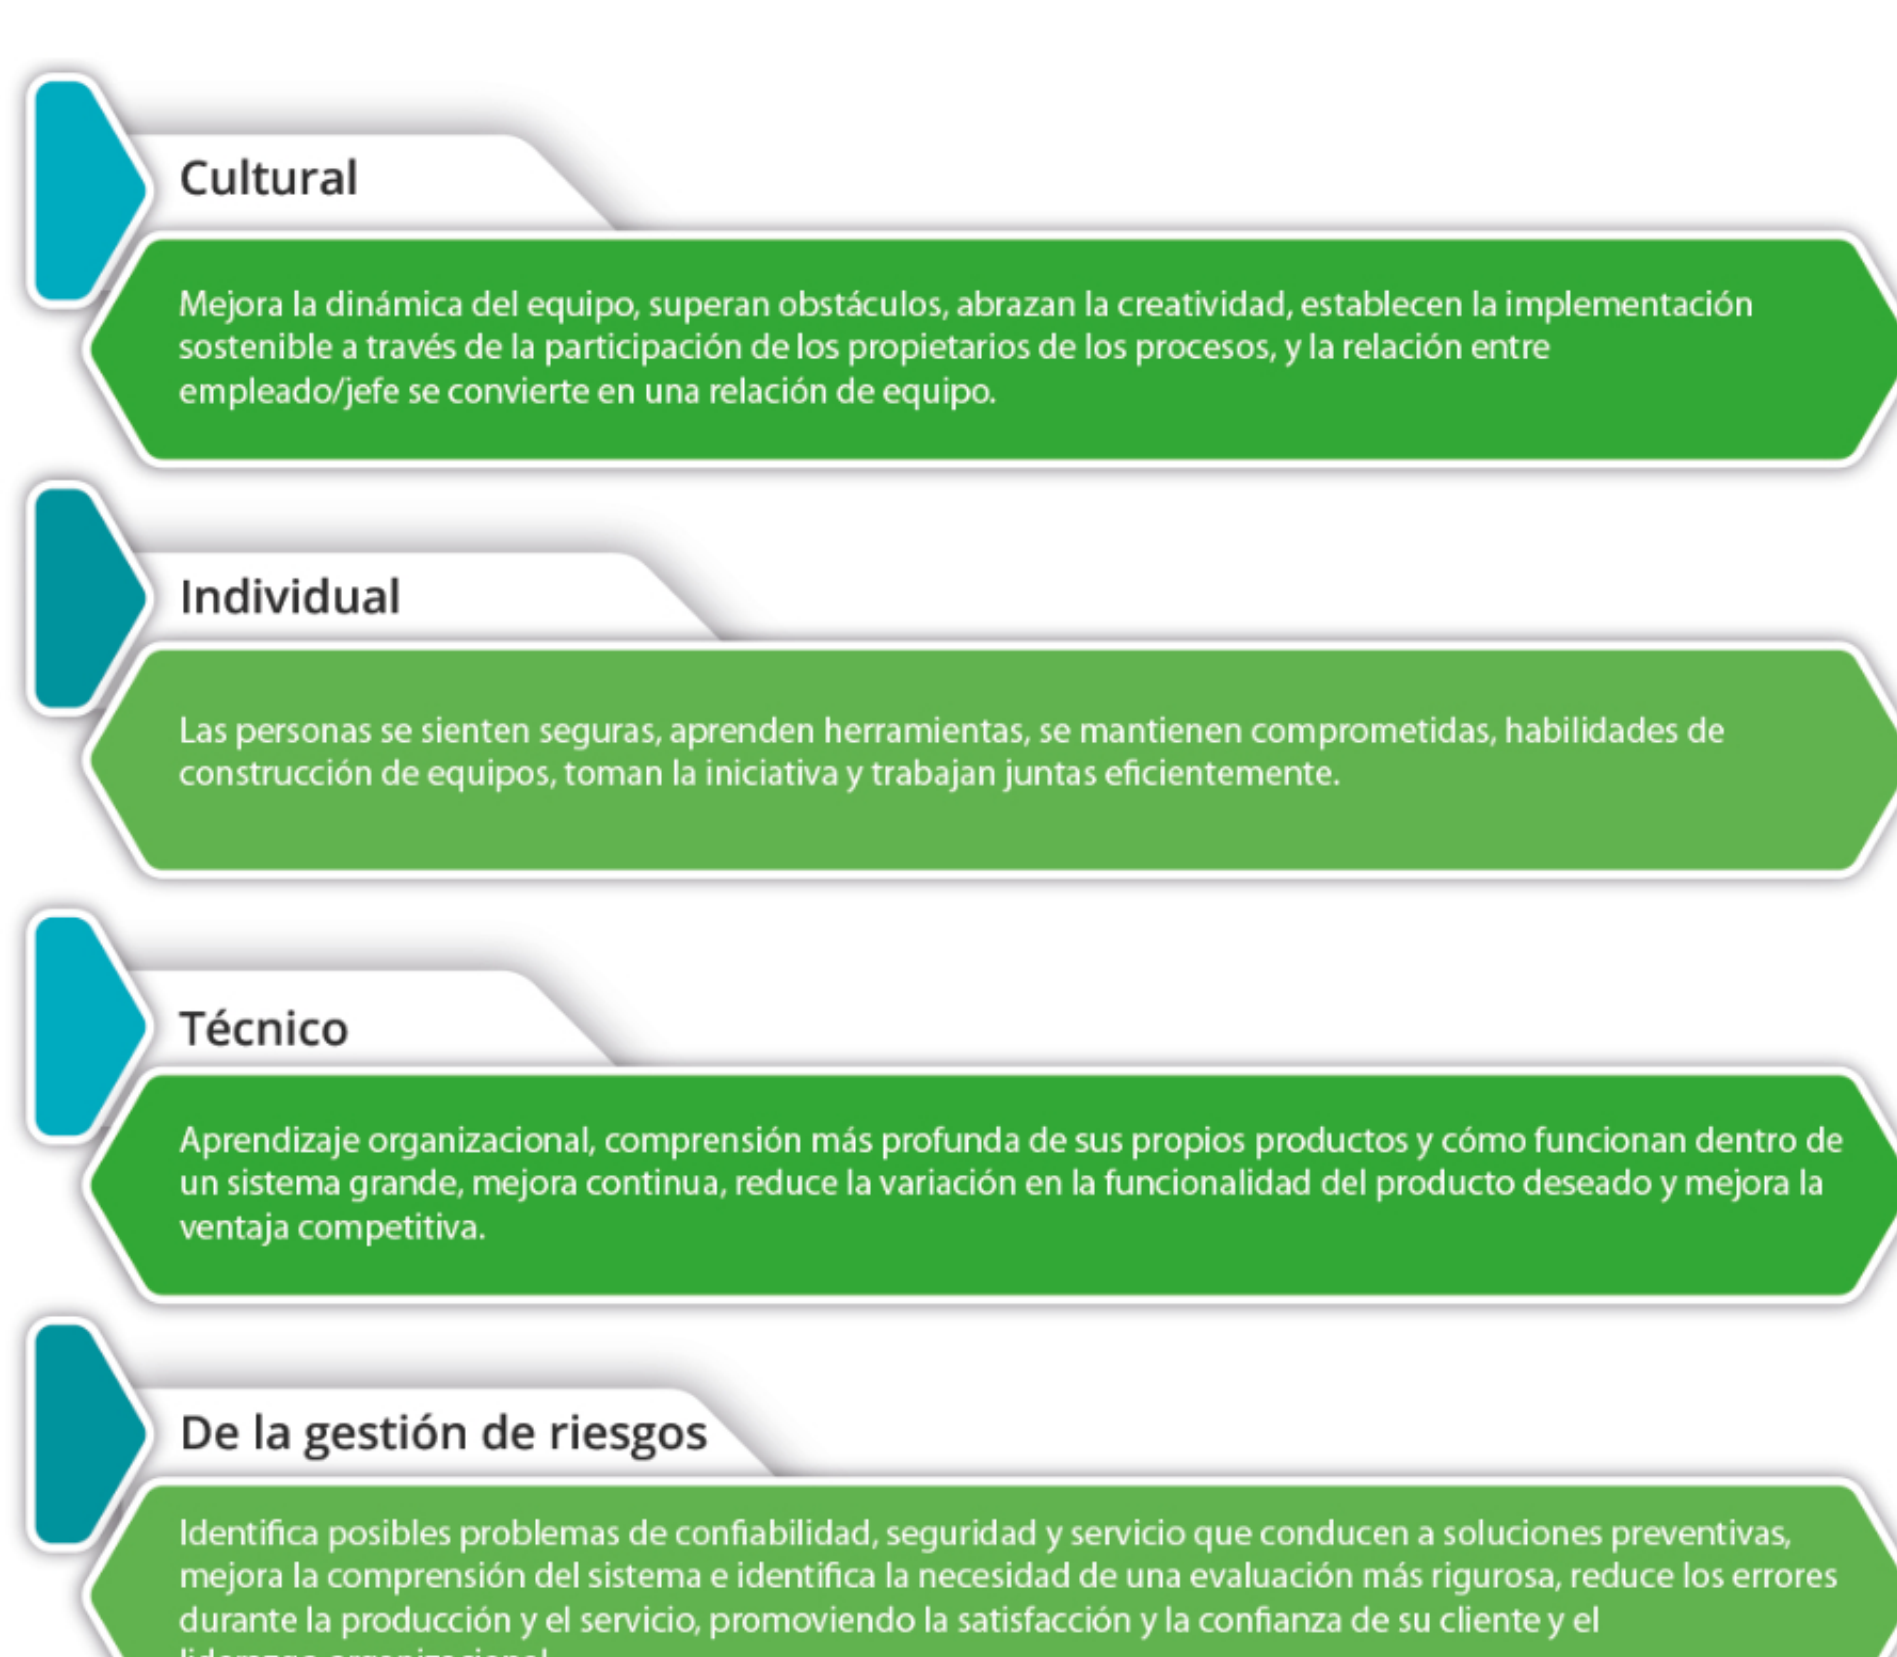 Cultural
Mejora la dinámica del equipo, superan obstáculos, abrazan la creatividad, establecen la implementación
sostenible a través de la participación de los propietarios de los procesos, y la relación entre
empleado/jefe se convierte en una relación de equipo.
Individual
Las personas se sienten seguras, aprenden herramientas, se mantienen comprometidas, habilidades de
construcción de equipos, toman la iniciativa y trabajan juntas eficientemente.
Técnico
Aprendizaje organizacional, comprensión más profunda de sus propios productos y cómo funcionan dentro de
un sistema grande, mejora continua, reduce la variación en la funcionalidad del producto deseado y mejora la
ventaja competitiva.
De la gestión de riesgos
Identifica posibles problemas de confiabilidad, seguridad y servicio que conducen a soluciones preventivas,
mejora la comprensión del sistema e identifica la necesidad de una evaluación más rigurosa, reduce los errores
durante la producción y el servicio, promoviendo la satisfacción y la confianza de su cliente y el